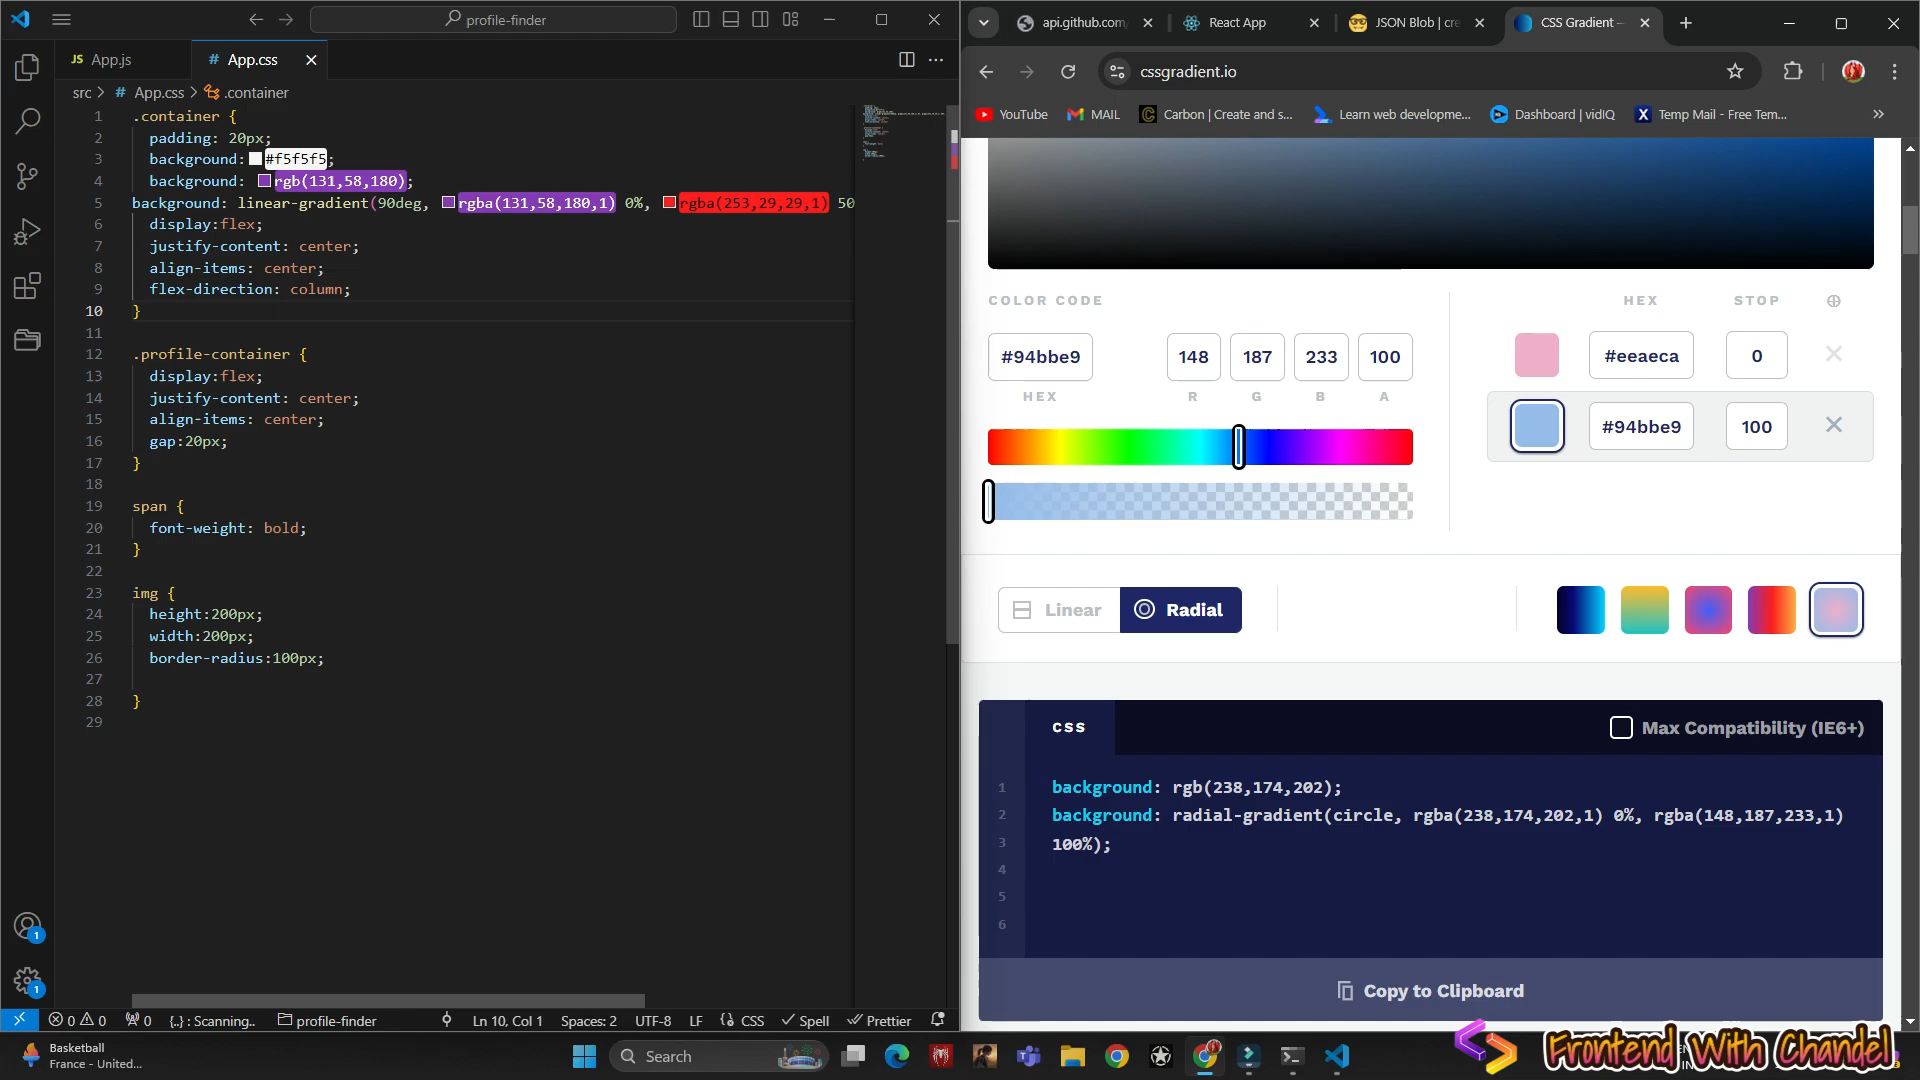 profile-finder
JS App.js
# App.css
src > # App.css > .container
1 .container {
2 padding: 20px;
3 background: #f5f5f5;
4 background: rgb(131,58,180);
5 background: linear-gradient(90deg, rgba(131,58,180,1) 0%, rgba(253,29,29,1) 50
6 display:flex;
7 justify-content: center;
8 align-items: center;
9 flex-direction: column;
10 }
11
12 .profile-container {
13 display:flex;
14 justify-content: center;
15 align-items: center;
16 gap:20px;
17 }
18
19 span {
20 font-weight: bold;
21 }
22
23 img {
24 height:200px;
25 width:200px;
26 border-radius:100px;
27
28 }
29
1
1
0 0
0
{..} : Scanning..
profile-finder
Ln 10, Col 1
Spaces: 2
UTF-8
LF
CSS
Spell
Prettier
api.github.com/
React App
JSON Blob | cre
CSS Gradient –
cssgradient.io
YouTube
MAIL
Carbon | Create and s...
Learn web developme...
Dashboard | vidIQ
Temp Mail - Free Tem...
COLOR CODE
#94bbe9
148
187
233
100
HEX
R
G
B
A
HEX
STOP
#eeaeca
0
#94bbe9
100
Linear
Radial
css
Max Compatibility (IE6+)
1 background: rgb(238,174,202);
2 background: radial-gradient(circle, rgba(238,174,202,1) 0%, rgba(148,187,233,1)
3 100%);
4
5
6
Copy to Clipboard
Basketball
France - United...
Search
Frontend With Chandel